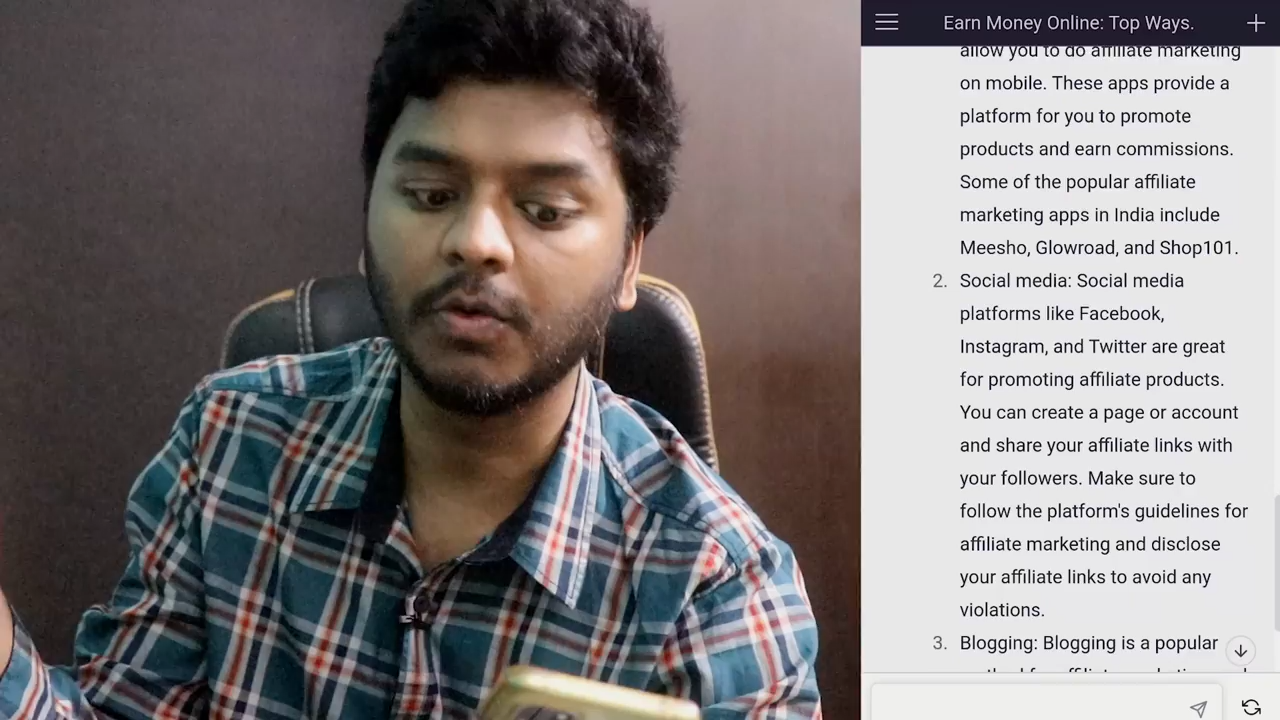 Earn Money Online: Top Ways.
allow you to do affiliate marketing
on mobile. These apps provide a
platform for you to promote
products and earn commissions.
Some of the popular affiliate
marketing apps in India include
Meesho, Glowroad, and Shop101.
2. Social media: Social media
platforms like Facebook,
Instagram, and Twitter are great
for promoting affiliate products.
You can create a page or account
and share your affiliate links with
your followers. Make sure to
follow the platform's guidelines for
affiliate marketing and disclose
your affiliate links to avoid any
violations.
3. Blogging: Blogging is a popular